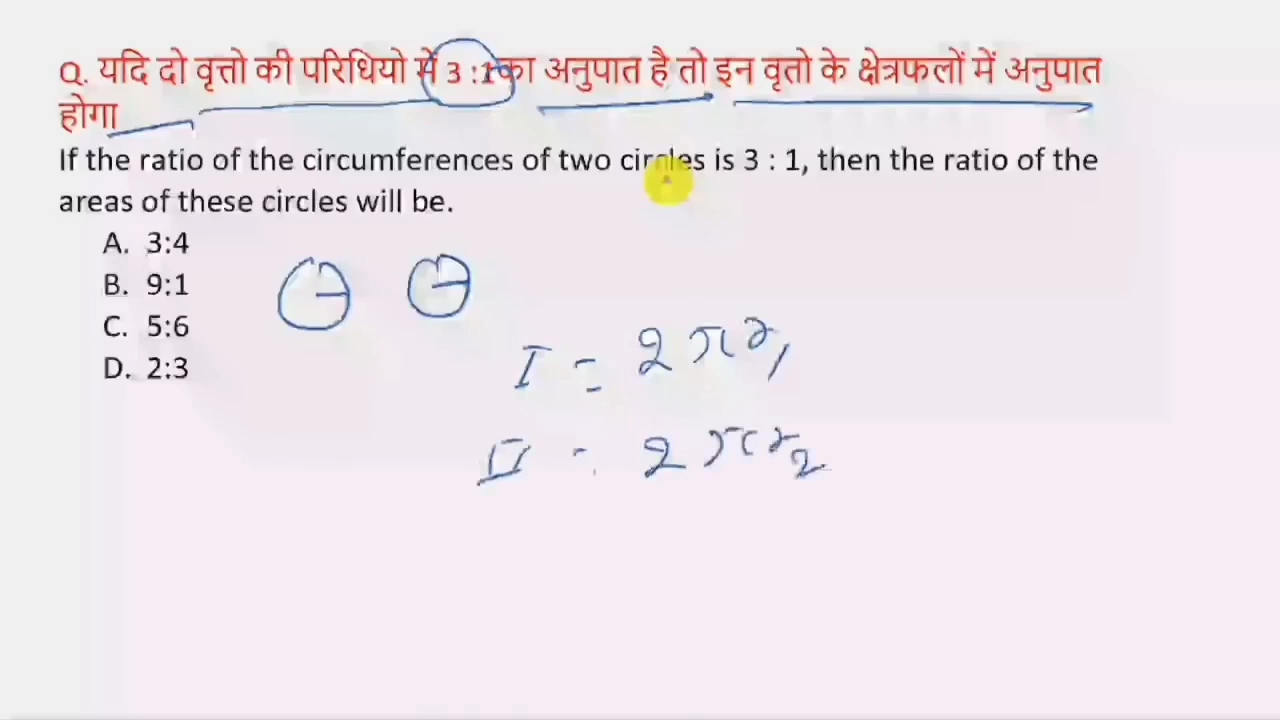 Q. यदि दो वृत्तो की परिधियो में 3 :1का अनुपात है तो इन वृतो के क्षेत्रफलों में अनुपात
होगा
If the ratio of the circumferences of two circles is 3 : 1, then the ratio of the
areas of these circles will be.
A. 3:4
B. 9:1
C. 5:6
D. 2:3
I = 2πr₁
II = 2πr₂